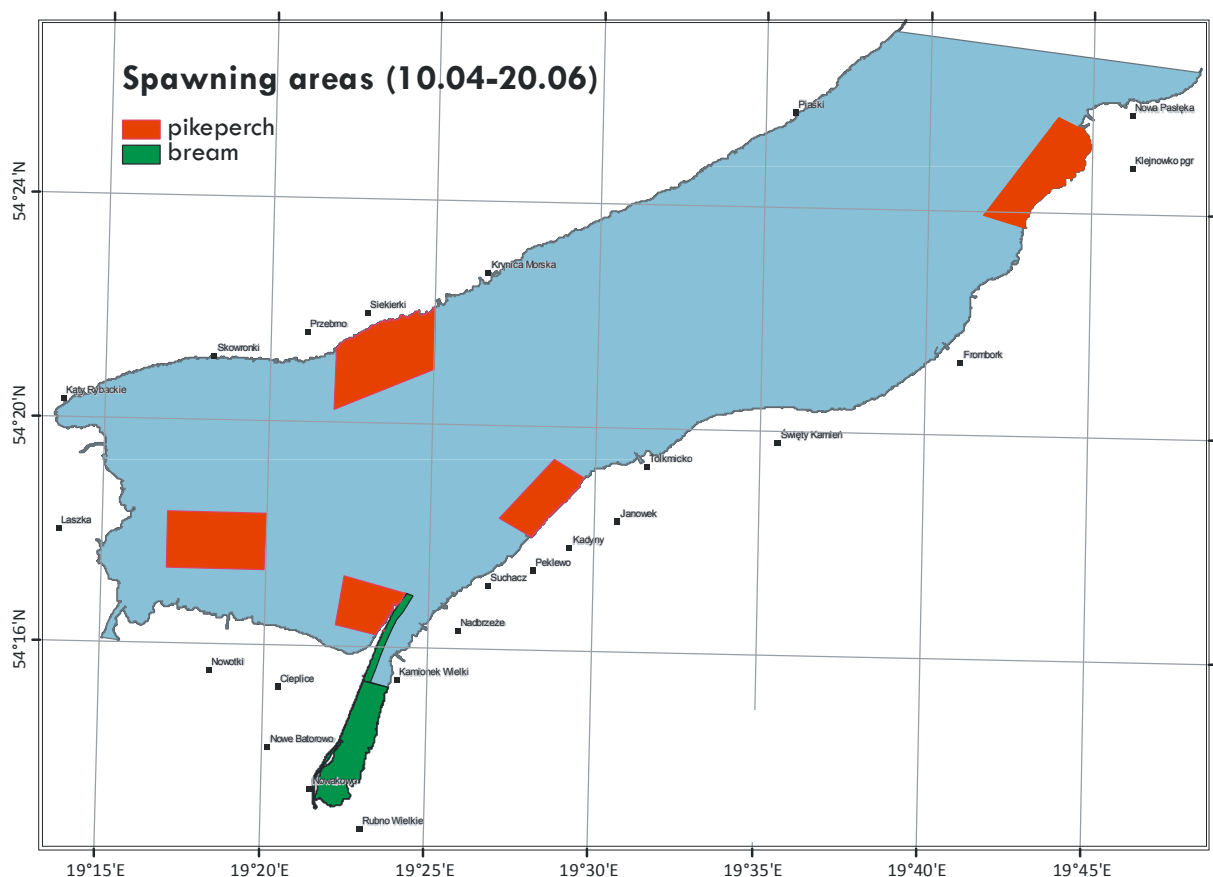 Spawning areas (10.04-20.06)
pikeperch
bream
Piaski
Nowa Pasłęka
Klejnowko pgr
54°24'N
Krynica Morska
Siekierki
Przebrno
Skowronki
Frombork
Katy Rybackie
54°20'N
Święty Kamień
Tolkmicko
Laszka
Janowek
Kadyny
Peklewo
Suchacz
Nadbrzeże
54°16'N
Nowotki
Kamionek Wielki
Cieplice
Nowe Batorowo
Nowakowo
Rubno Wielkie
19°15'E
19°20'E
19°25'E
19°30'E
19°35'E
19°40'E
19°45'E